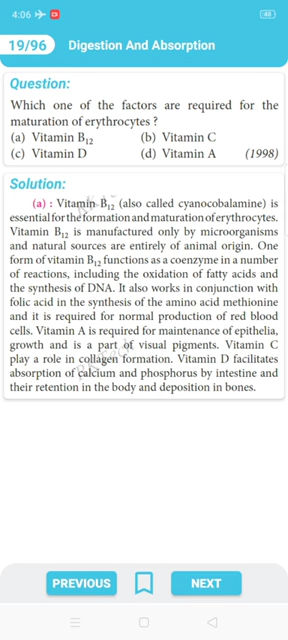 4:06
48
19/96 Digestion And Absorption
Question:
Which one of the factors are required for the
maturation of erythrocytes ?
(a) Vitamin B12 (b) Vitamin C
(c) Vitamin D (d) Vitamin A (1998)
Solution:
(a) : Vitamin B12 (also called cyanocobalamine) is
essential for the formation and maturation of erythrocytes.
Vitamin B12 is manufactured only by microorganisms
and natural sources are entirely of animal origin. One
form of vitamin B12 functions as a coenzyme in a number
of reactions, including the oxidation of fatty acids and
the synthesis of DNA. It also works in conjunction with
folic acid in the synthesis of the amino acid methionine
and it is required for normal production of red blood
cells. Vitamin A is required for maintenance of epithelia,
growth and is a part of visual pigments. Vitamin C
play a role in collagen formation. Vitamin D facilitates
absorption of calcium and phosphorus by intestine and
their retention in the body and deposition in bones.
PREVIOUS NEXT